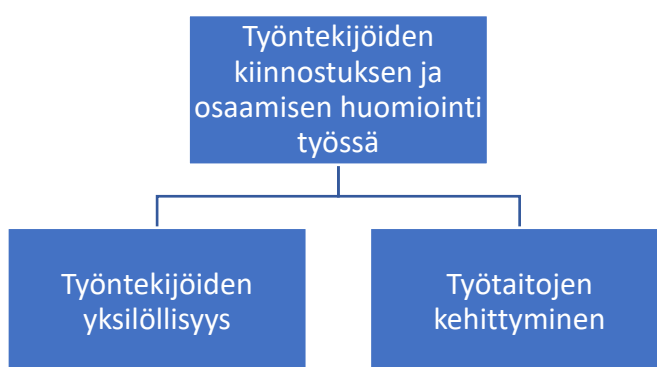 Työntekijöiden
kiinnostuksen ja
osaamisen huomiointi
työssä
Työntekijöiden
yksilöllisyys
Työtaitojen
kehittyminen